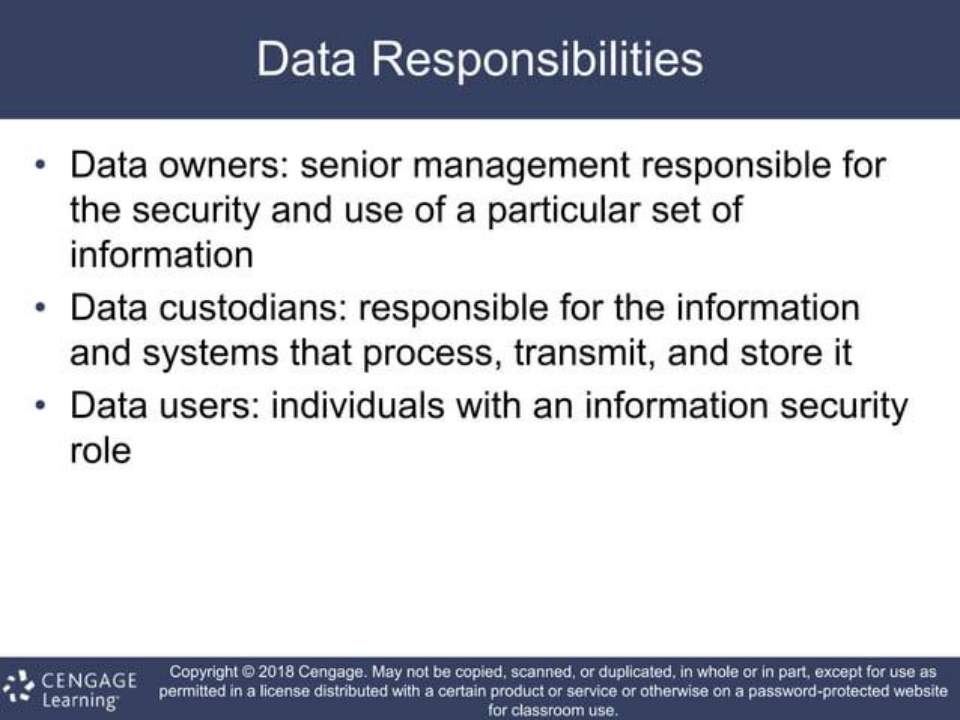 Data Responsibilities
• Data owners: senior management responsible for
the security and use of a particular set of
information
• Data custodians: responsible for the information
and systems that process, transmit, and store it
• Data users: individuals with an information security
role
CENGAGE
Learning™
Copyright © 2018 Cengage. May not be copied, scanned, or duplicated, in whole or in part, except for use as
permitted in a license distributed with a certain product or service or otherwise on a password-protected website
for classroom use.